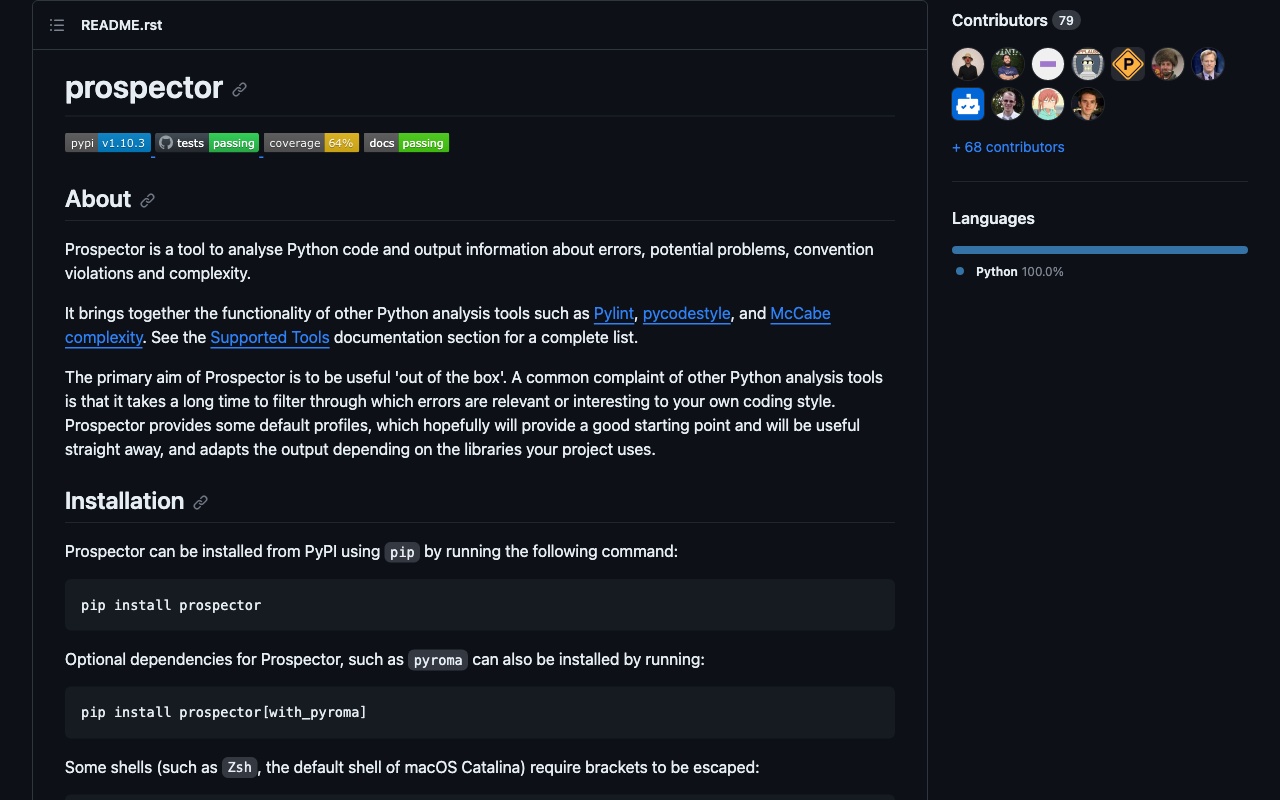 README.rst
prospector
pypi v1.10.3 tests passing coverage 64% docs passing
About
Prospector is a tool to analyse Python code and output information about errors, potential problems, convention
violations and complexity.
It brings together the functionality of other Python analysis tools such as Pylint, pycodestyle, and McCabe
complexity. See the Supported Tools documentation section for a complete list.
The primary aim of Prospector is to be useful 'out of the box'. A common complaint of other Python analysis tools
is that it takes a long time to filter through which errors are relevant or interesting to your own coding style.
Prospector provides some default profiles, which hopefully will provide a good starting point and will be useful
straight away, and adapts the output depending on the libraries your project uses.
Installation
Prospector can be installed from PyPI using pip by running the following command:
pip install prospector
Optional dependencies for Prospector, such as pyroma can also be installed by running:
pip install prospector[with_pyroma]
Some shells (such as Zsh, the default shell of macOS Catalina) require brackets to be escaped:
Contributors 79
P
+ 68 contributors
Languages
Python 100.0%